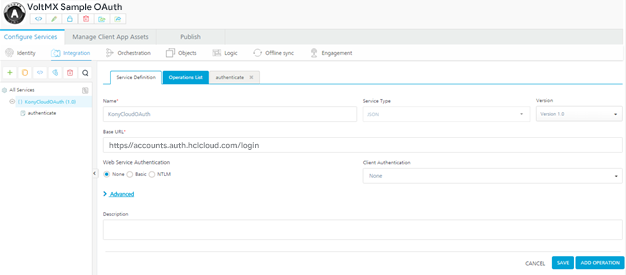 VoltMX Sample OAuth
Configure Services Manage Client App Assets Publish
Identity Integration Orchestration Objects Logic Offline sync Engagement
Service Definition Operations List authenticate
All Services
KonyCloudOAuth (1.0)
authenticate
Name* Service Type Version
KonyCloudOAuth JSON Version 1.0
Base URL*
https//accounts.auth.hclcloud.com/login
Web Service Authentication Client Authentication
None Basic NTLM None
Advanced
Description
CANCEL SAVE ADD OPERATION